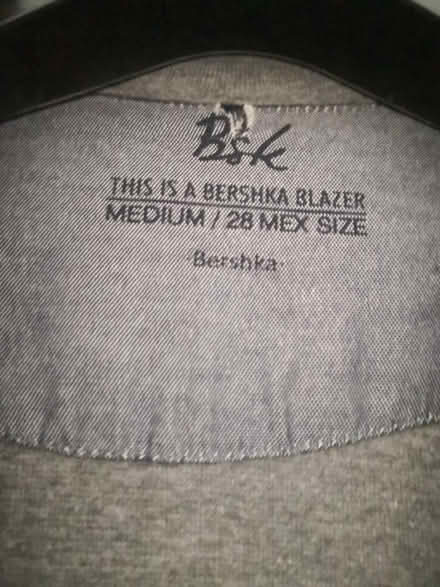 Bsk
THIS IS A BERSHKA BLAZER
MEDIUM / 28 MEX SIZE
·Bershka·